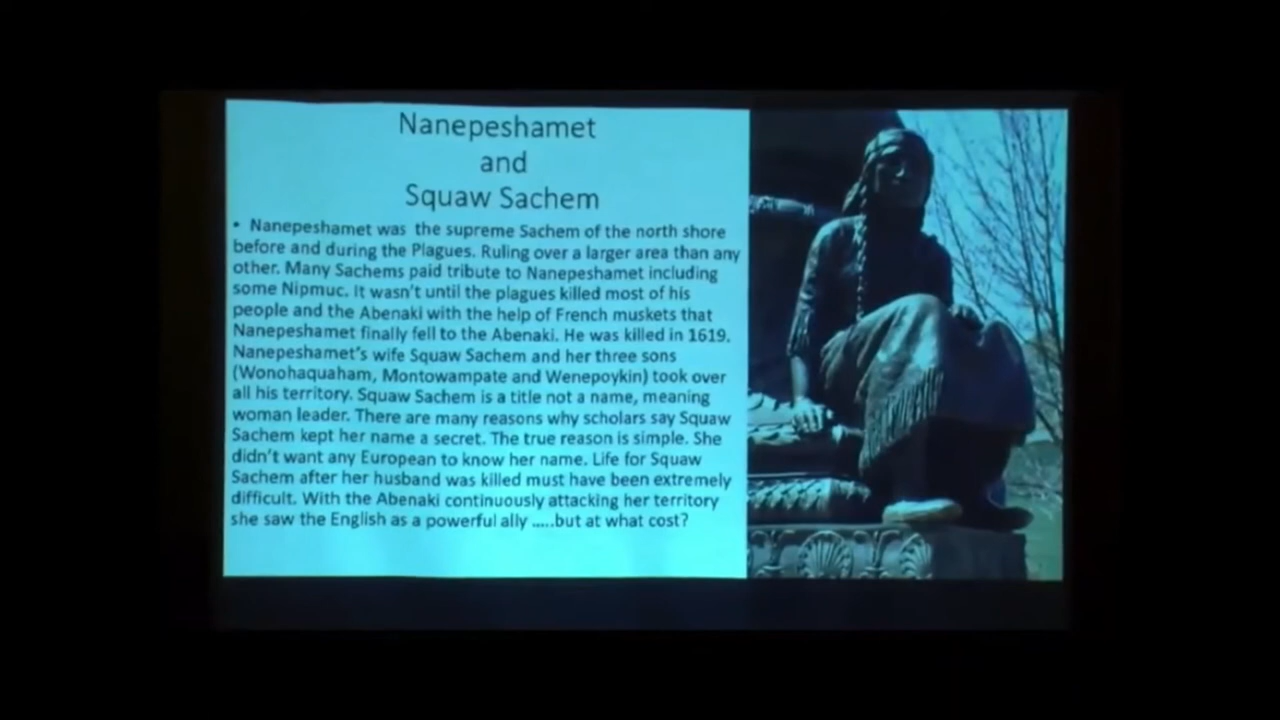 Nanepeshamet
and
Squaw Sachem
• Nanepeshamet was the supreme Sachem of the north shore
before and during the Plagues. Ruling over a larger area than any
other. Many Sachems paid tribute to Nanepeshamet including
some Nipmuc. It wasn't until the plagues killed most of his
people and the Abenaki with the help of French muskets that
Nanepeshamet finally fell to the Abenaki. He was killed in 1619.
Nanepeshamet's wife Squaw Sachem and her three sons
(Wonohaquaham, Montowampate and Wenepoykin) took over
all his territory. Squaw Sachem is a title not a name, meaning
woman leader. There are many reasons why scholars say Squaw
Sachem kept her name a secret. The true reason is simple. She
didn't want any European to know her name. Life for Squaw
Sachem after her husband was killed must have been extremely
difficult. With the Abenaki continuously attacking her territory
she saw the English as a powerful ally .....but at what cost?